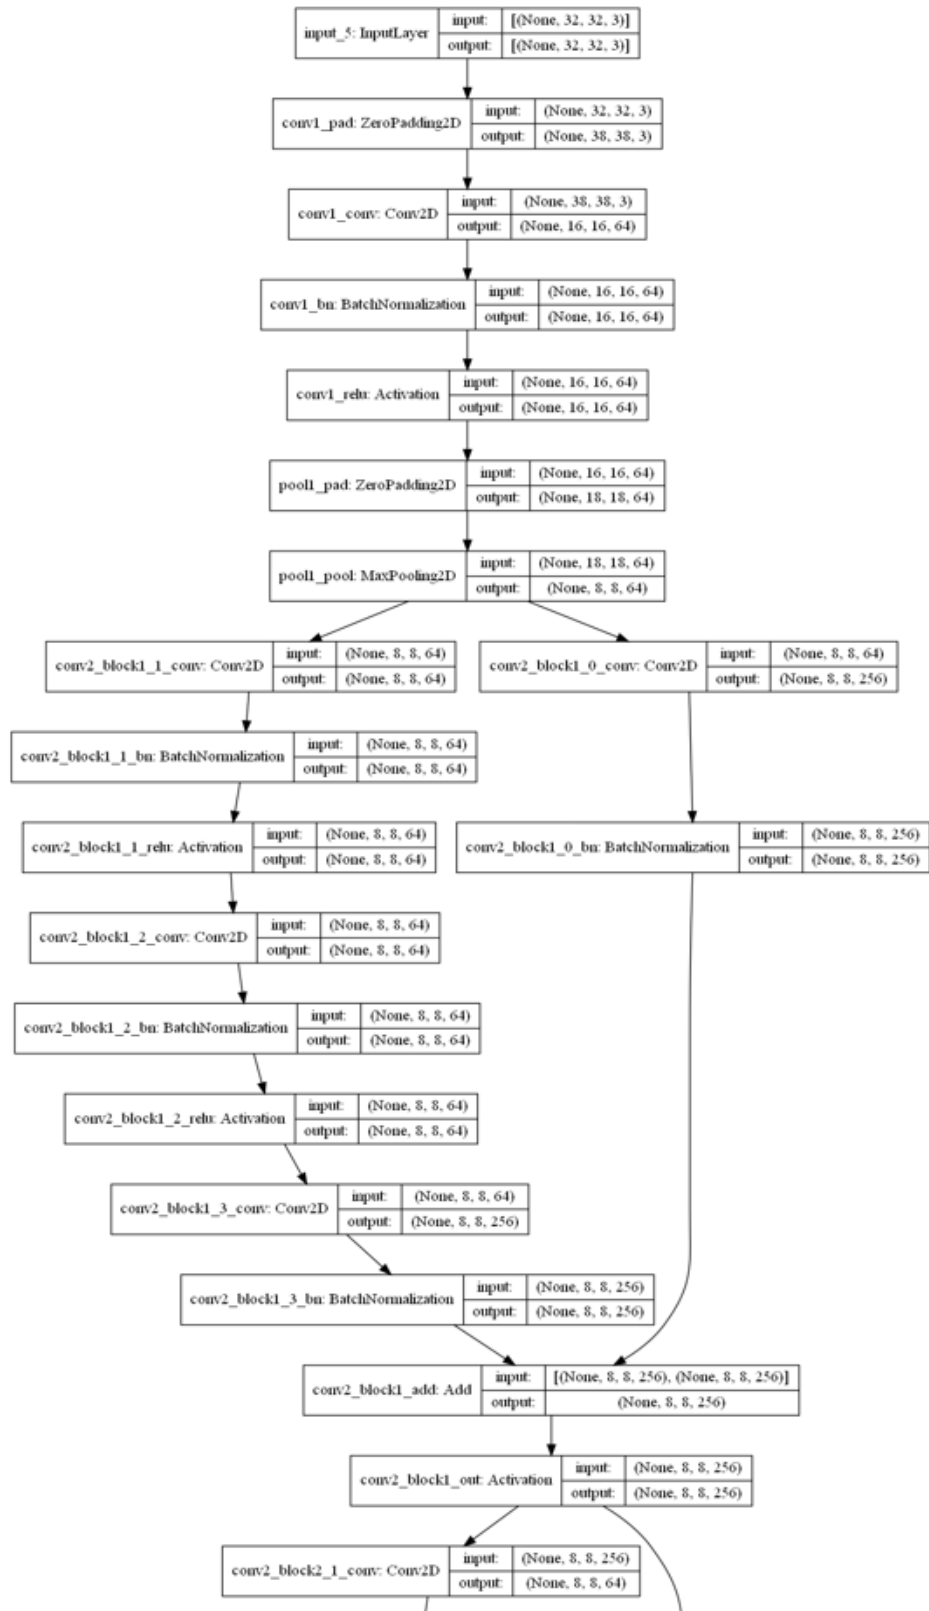 input_5: InputLayer
input: [(None, 32, 32, 3)]
output: [(None, 32, 32, 3)]
conv1_pad: ZeroPadding2D
input: (None, 32, 32, 3)
output: (None, 38, 38, 3)
conv1_conv: Conv2D
input: (None, 38, 38, 3)
output: (None, 16, 16, 64)
conv1_bn: BatchNormalization
input: (None, 16, 16, 64)
output: (None, 16, 16, 64)
conv1_relu: Activation
input: (None, 16, 16, 64)
output: (None, 16, 16, 64)
pool1_pad: ZeroPadding2D
input: (None, 16, 16, 64)
output: (None, 18, 18, 64)
pool1_pool: MaxPooling2D
input: (None, 18, 18, 64)
output: (None, 8, 8, 64)
conv2_block1_1_conv: Conv2D
input: (None, 8, 8, 64)
output: (None, 8, 8, 64)
conv2_block1_0_conv: Conv2D
input: (None, 8, 8, 64)
output: (None, 8, 8, 256)
conv2_block1_1_bn: BatchNormalization
input: (None, 8, 8, 64)
output: (None, 8, 8, 64)
conv2_block1_1_relu: Activation
input: (None, 8, 8, 64)
output: (None, 8, 8, 64)
conv2_block1_0_bn: BatchNormalization
input: (None, 8, 8, 256)
output: (None, 8, 8, 256)
conv2_block1_2_conv: Conv2D
input: (None, 8, 8, 64)
output: (None, 8, 8, 64)
conv2_block1_2_bn: BatchNormalization
input: (None, 8, 8, 64)
output: (None, 8, 8, 64)
conv2_block1_2_relu: Activation
input: (None, 8, 8, 64)
output: (None, 8, 8, 64)
conv2_block1_3_conv: Conv2D
input: (None, 8, 8, 64)
output: (None, 8, 8, 256)
conv2_block1_3_bn: BatchNormalization
input: (None, 8, 8, 256)
output: (None, 8, 8, 256)
conv2_block1_add: Add
input: [(None, 8, 8, 256), (None, 8, 8, 256)]
output: (None, 8, 8, 256)
conv2_block1_out: Activation
input: (None, 8, 8, 256)
output: (None, 8, 8, 256)
conv2_block2_1_conv: Conv2D
input: (None, 8, 8, 256)
output: (None, 8, 8, 64)